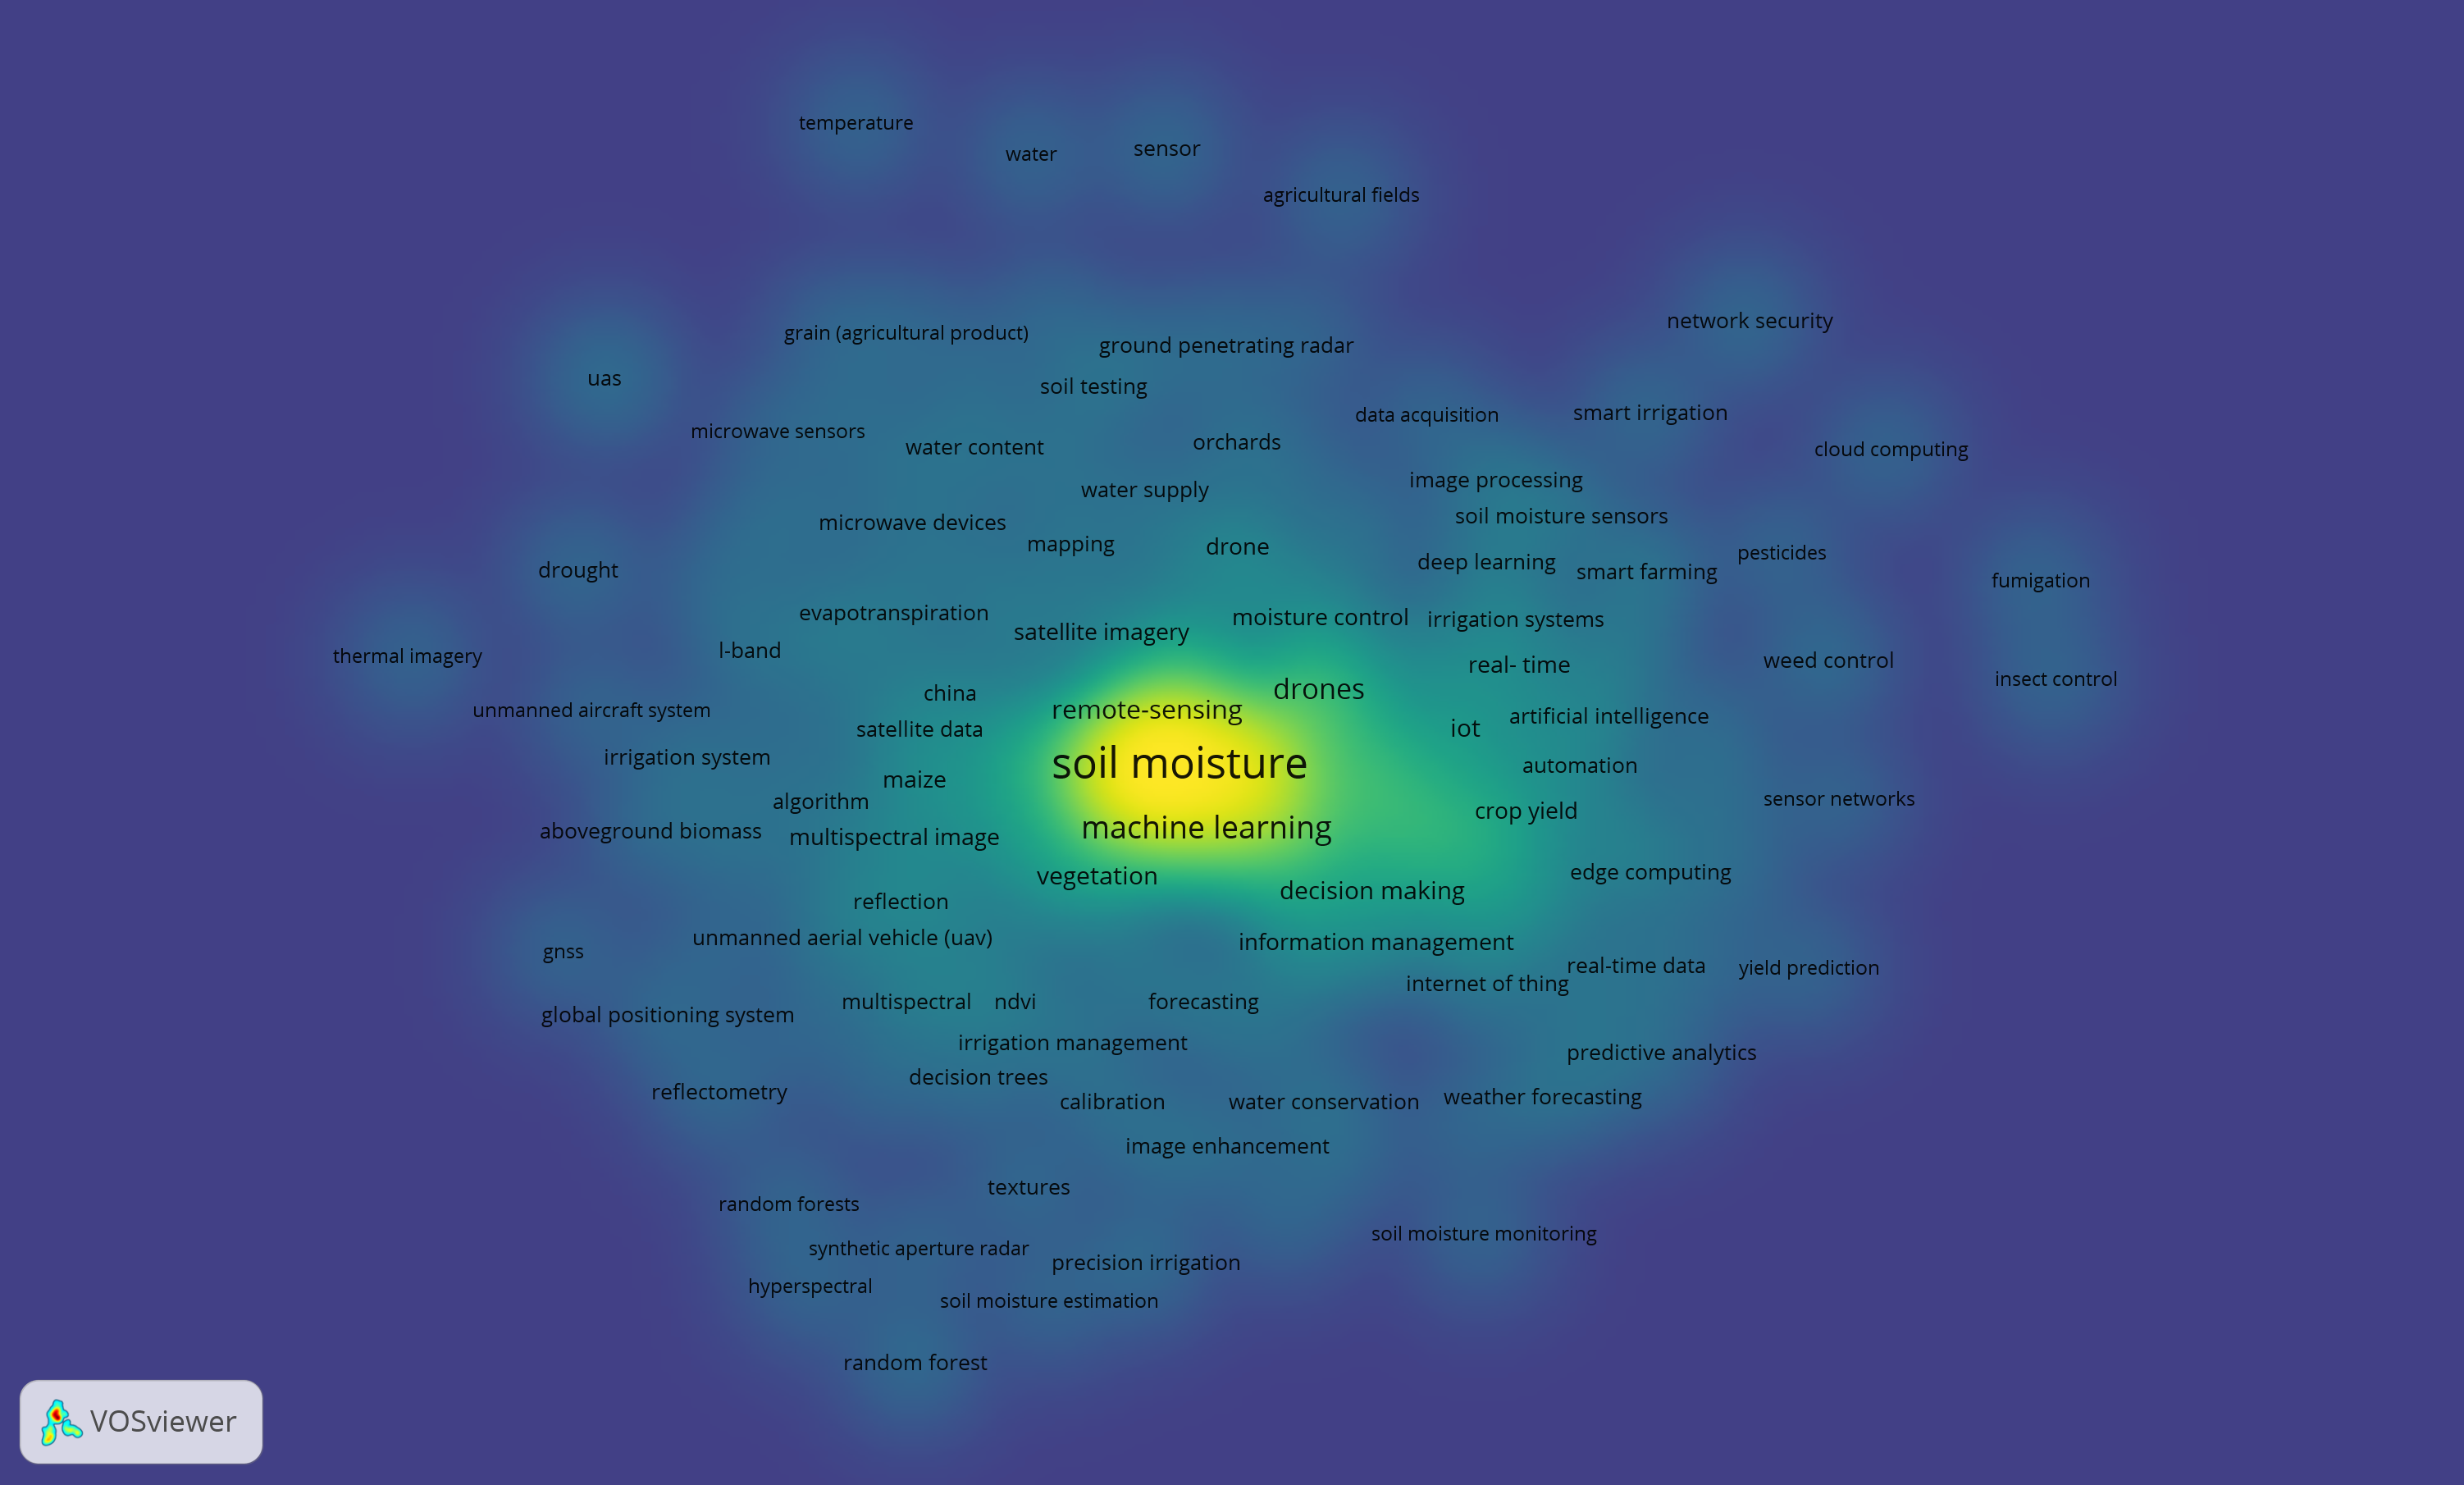 temperature
water
sensor
agricultural fields
network security
grain (agricultural product)
ground penetrating radar
uas
soil testing
data acquisition
smart irrigation
microwave sensors
water content
orchards
cloud computing
image processing
water supply
soil moisture sensors
microwave devices
mapping
drone
pesticides
deep learning
smart farming
drought
fumigation
evapotranspiration
moisture control
irrigation systems
satellite imagery
l-band
thermal imagery
real- time
weed control
insect control
china
drones
unmanned aircraft system
remote-sensing
artificial intelligence
satellite data
iot
irrigation system
soil moisture
automation
maize
algorithm
sensor networks
crop yield
aboveground biomass
multispectral image
machine learning
vegetation
edge computing
decision making
reflection
unmanned aerial vehicle (uav)
information management
gnss
real-time data
yield prediction
internet of thing
multispectral
ndvi
forecasting
global positioning system
irrigation management
predictive analytics
decision trees
reflectometry
calibration
water conservation
weather forecasting
image enhancement
textures
random forests
soil moisture monitoring
synthetic aperture radar
precision irrigation
hyperspectral
soil moisture estimation
random forest
VOSviewer